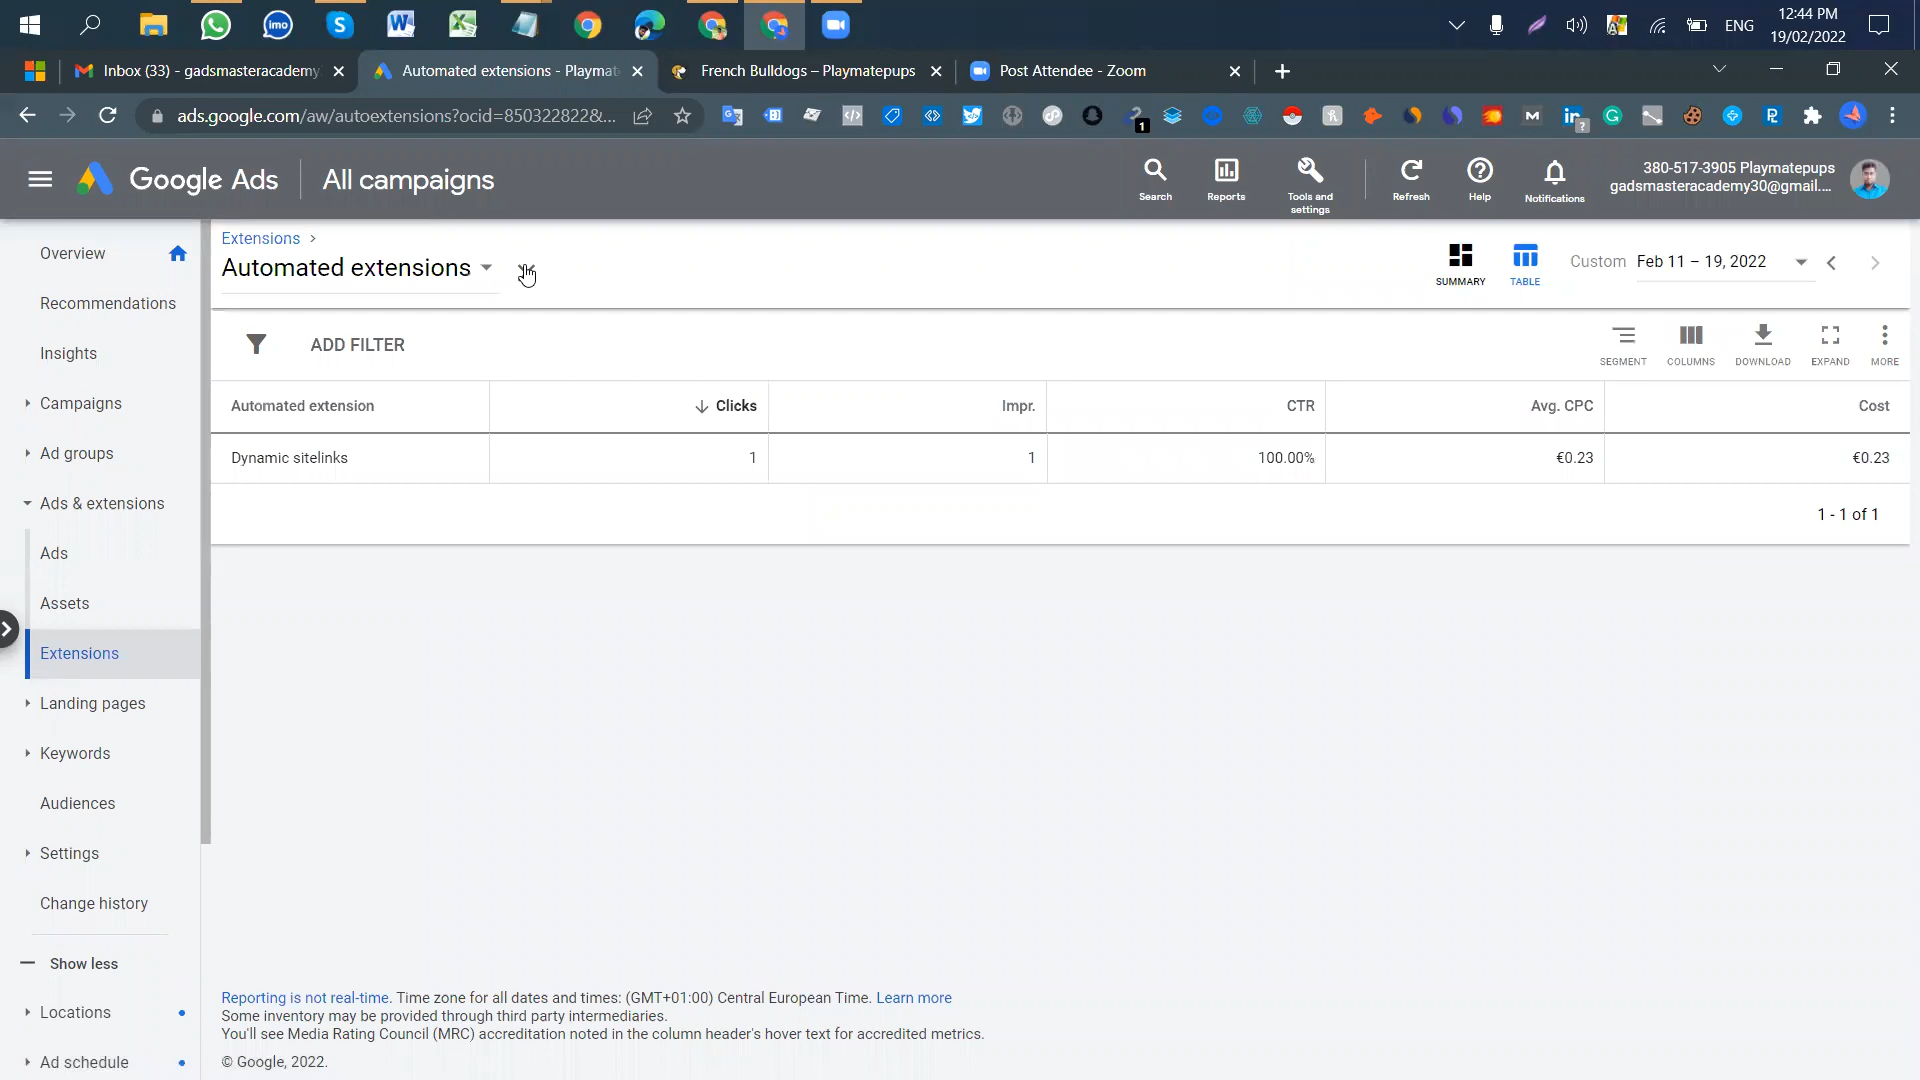 ENG
12:44 PM
19/02/2022
Inbox (33) - gadsmasteracademy
Automated extensions - Playmat
French Bulldogs – Playmatepups
Post Attendee - Zoom
ads.google.com/aw/autoextensions?ocid=850322822&...
Google Ads
All campaigns
Search
Reports
Tools and
settings
Refresh
Help
Notifications
380-517-3905 Playmatepups
gadsmasteracademy30@gmail....
Overview
Recommendations
Insights
Campaigns
Ad groups
Ads & extensions
Ads
Assets
Extensions
Landing pages
Keywords
Audiences
Settings
Change history
Show less
Locations
Ad schedule
Extensions
Automated extensions
SUMMARY
TABLE
Custom Feb 11 – 19, 2022
ADD FILTER
SEGMENT
COLUMNS
DOWNLOAD
EXPAND
MORE
Automated extension Clicks Impr. CTR Avg. CPC Cost
Dynamic sitelinks 1 1 100.00% €0.23 €0.23
1 - 1 of 1
Reporting is not real-time. Time zone for all dates and times: (GMT+01:00) Central European Time. Learn more
Some inventory may be provided through third party intermediaries.
You'll see Media Rating Council (MRC) accreditation noted in the column header's hover text for accredited metrics.
© Google, 2022.